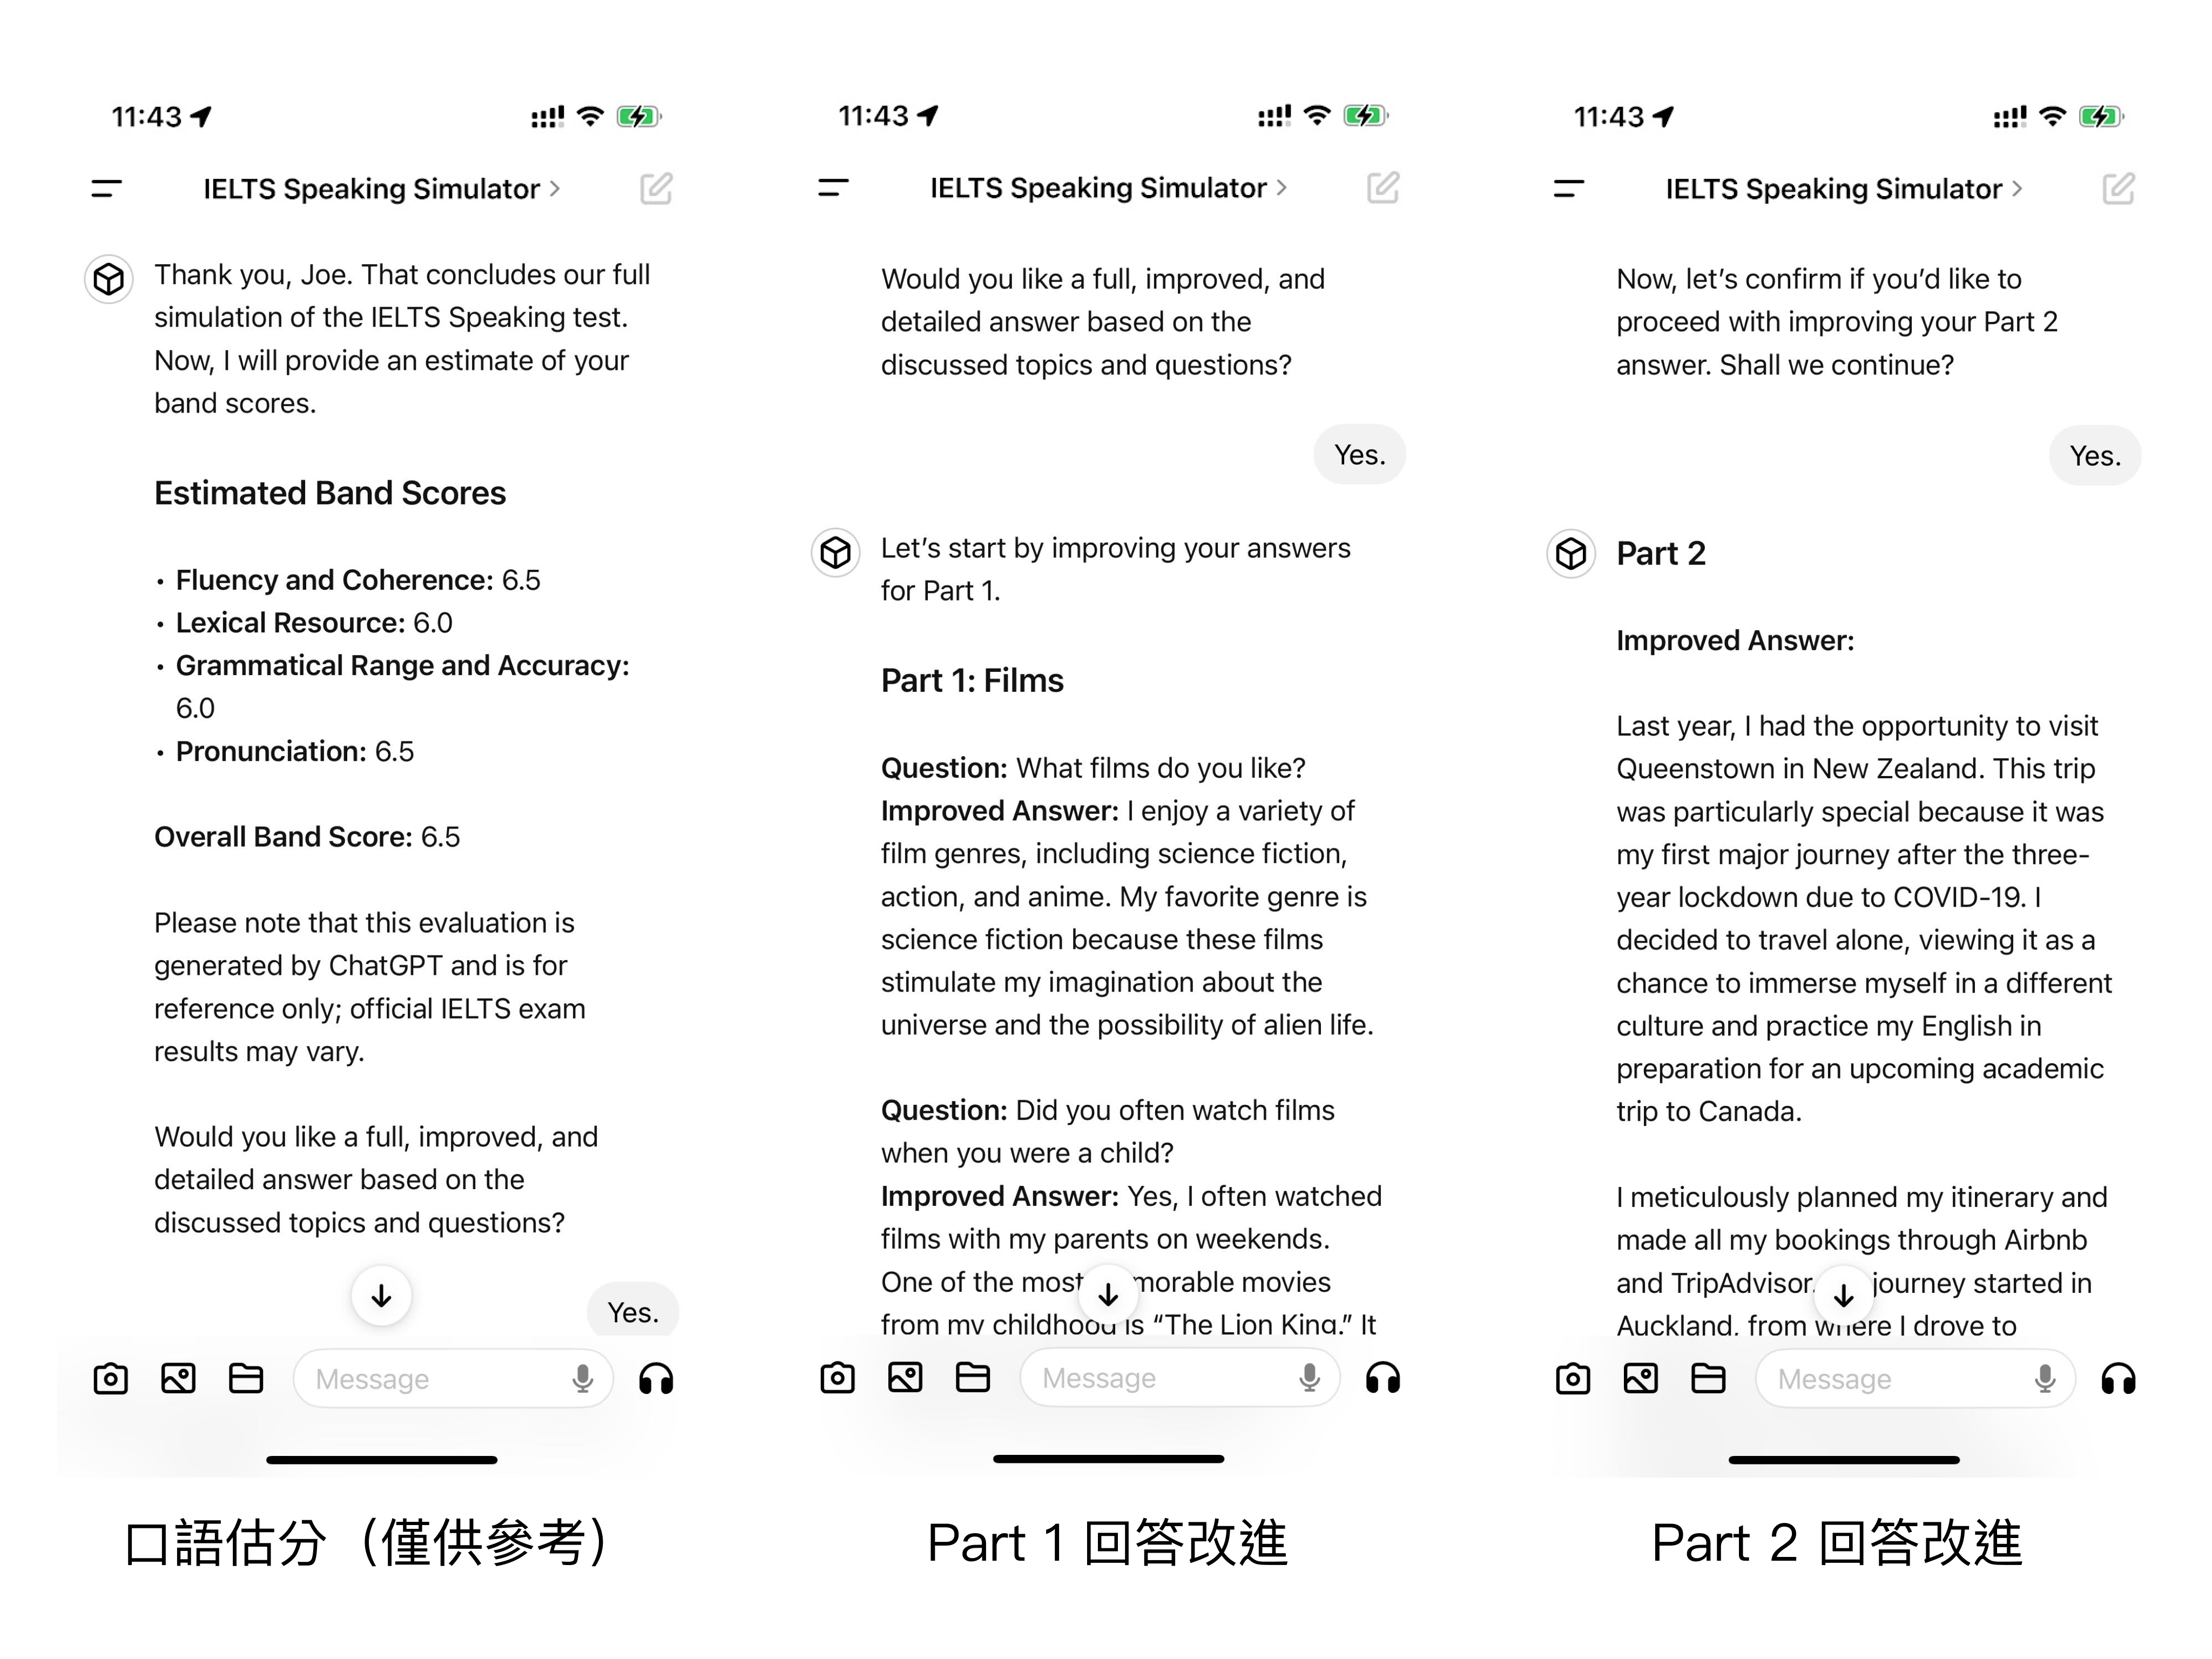 11:43
IELTS Speaking Simulator >
Thank you, Joe. That concludes our full
simulation of the IELTS Speaking test.
Now, I will provide an estimate of your
band scores.
Estimated Band Scores
• Fluency and Coherence: 6.5
• Lexical Resource: 6.0
• Grammatical Range and Accuracy:
6.0
• Pronunciation: 6.5
Overall Band Score: 6.5
Please note that this evaluation is
generated by ChatGPT and is for
reference only; official IELTS exam
results may vary.
Would you like a full, improved, and
detailed answer based on the
discussed topics and questions?
Yes.
Message
口語估分（僅供參考）
11:43
IELTS Speaking Simulator >
Would you like a full, improved, and
detailed answer based on the
discussed topics and questions?
Yes.
Let’s start by improving your answers
for Part 1.
Part 1: Films
Question: What films do you like?
Improved Answer: I enjoy a variety of
film genres, including science fiction,
action, and anime. My favorite genre is
science fiction because these films
stimulate my imagination about the
universe and the possibility of alien life.
Question: Did you often watch films
when you were a child?
Improved Answer: Yes, I often watched
films with my parents on weekends.
One of the most memorable movies
from my childhood is “The Lion King.” It
Message
Part 1 回答改進
11:43
IELTS Speaking Simulator >
Now, let’s confirm if you’d like to
proceed with improving your Part 2
answer. Shall we continue?
Yes.
Part 2
Improved Answer:
Last year, I had the opportunity to visit
Queenstown in New Zealand. This trip
was particularly special because it was
my first major journey after the three-
year lockdown due to COVID-19. I
decided to travel alone, viewing it as a
chance to immerse myself in a different
culture and practice my English in
preparation for an upcoming academic
trip to Canada.
I meticulously planned my itinerary and
made all my bookings through Airbnb
and TripAdvisor. journey started in
Auckland, from where I drove to
Message
Part 2 回答改進